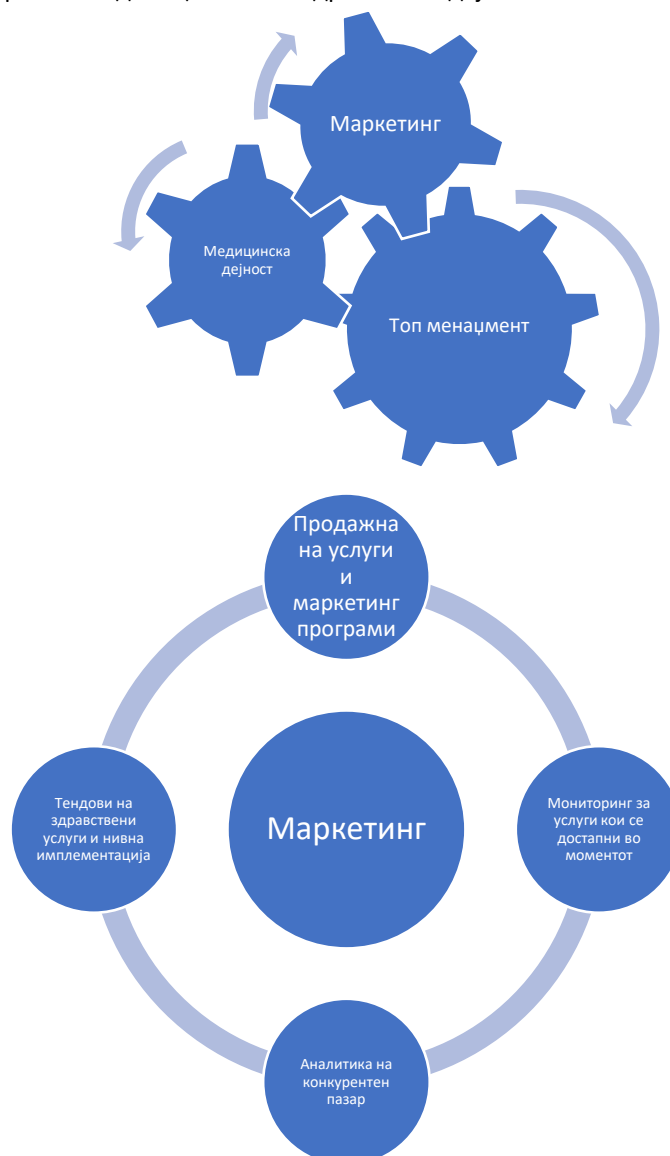 Маркетинг
Медицинска
дејност
Топ менаџмент
Продажна
на услуги
и
маркетинг
програми
Тендови на
здравствени
услуги и нивна
имплементација
Маркетинг
Мониторинг за
услуги кои се
достапни во
моментот
Аналитика на
конкурентен
пазар